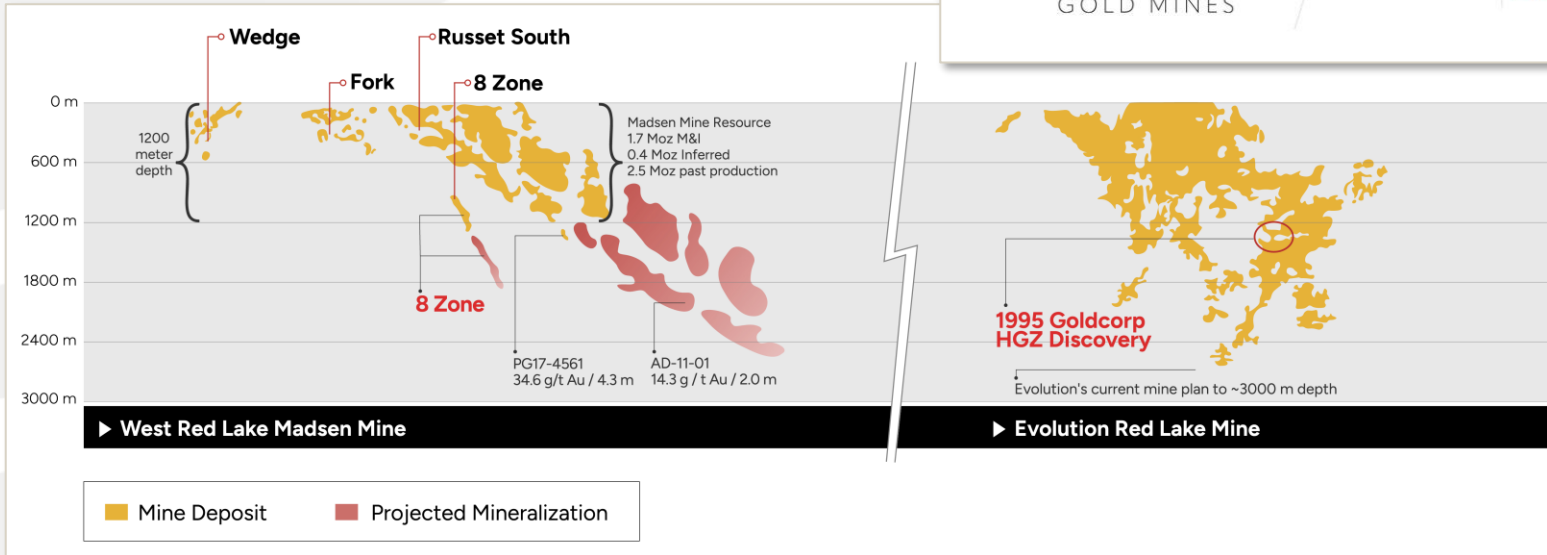 GOLD MINES
Wedge
Russet South
Fork
8 Zone
0 m
600 m
1200 m
1800 m
2400 m
3000 m
1200
meter
depth
Madsen Mine Resource
1.7 Moz M&I
0.4 Moz Inferred
2.5 Moz past production
8 Zone
PG17-4561
34.6 g/t Au / 4.3 m
AD-11-01
14.3 g / t Au / 2.0 m
1995 Goldcorp
HGZ Discovery
Evolution's current mine plan to ~3000 m depth
West Red Lake Madsen Mine
Evolution Red Lake Mine
Mine Deposit
Projected Mineralization